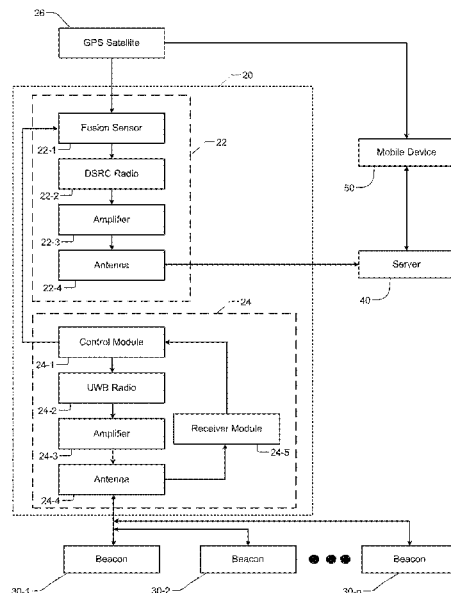 26
GPS Satellite
20
Fusion Sensor
22-1
22
DSRC Radio
22-2
Mobile Device
50
Amplifier
22-3
Antenna
22-4
Server
40
24
Control Module
24-1
UWB Radio
24-2
Receiver Module
24-5
Amplifier
24-3
Antenna
24-4
Beacon
Beacon
Beacon
30-1
30-2
30-n